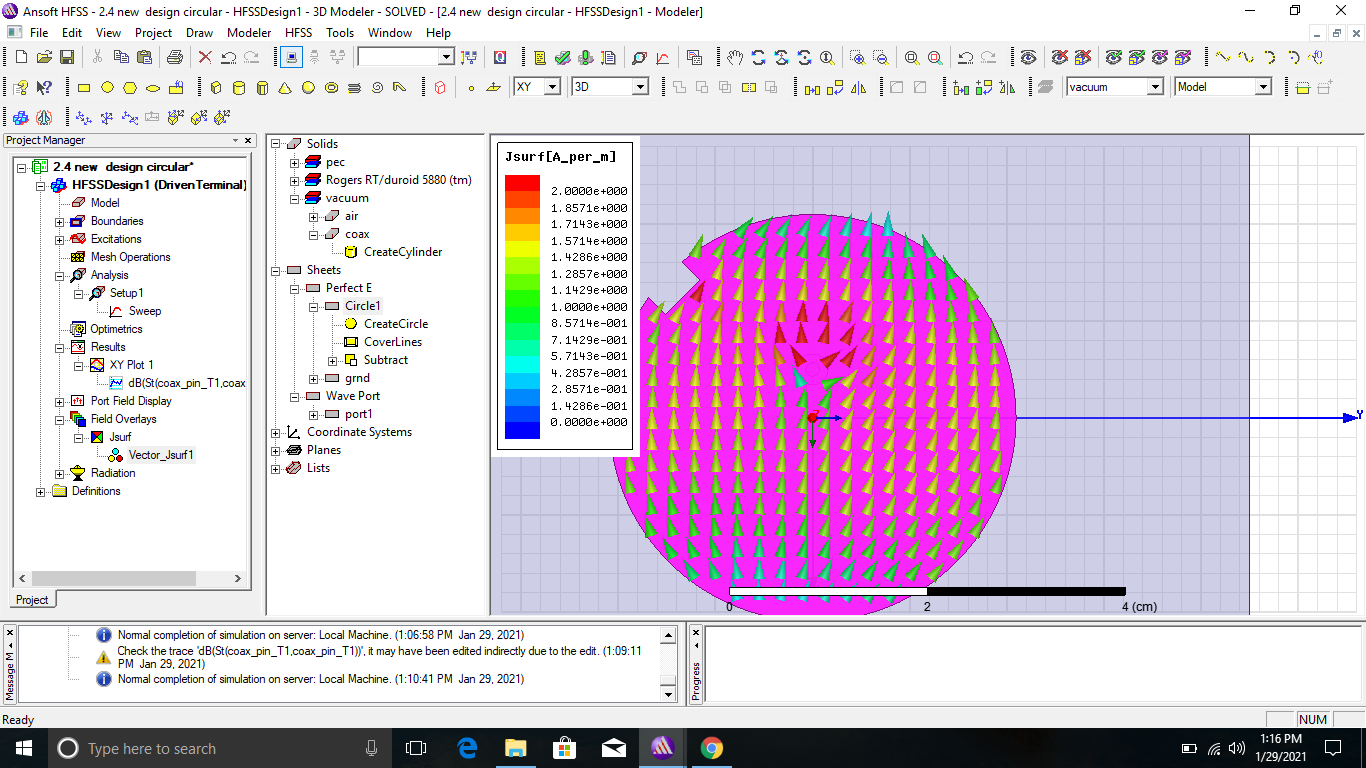 Ansoft HFSS - 2.4 new  design circular - HFSSDesign1 - 3D Modeler - SOLVED - [2.4 new  design circular - HFSSDesign1 - Modeler]
File Edit View Project Draw Modeler HFSS Tools Window Help
XY 3D vacuum Model
Project Manager
2.4 new  design circular*
HFSSDesign1 (DrivenTerminal)
Model
Boundaries
Excitations
Mesh Operations
Analysis
Setup1
Sweep
Optimetrics
Results
XY Plot 1
dB(St(coax_pin_T1,coax
Port Field Display
Field Overlays
Jsurf
Vector_Jsurf1
Radiation
Definitions
Project
Solids
pec
Rogers RT/duroid 5880 (tm)
vacuum
air
coax
CreateCylinder
Sheets
Perfect E
Circle1
CreateCircle
CoverLines
Subtract
grnd
Wave Port
port1
Coordinate Systems
Planes
Lists
Jsurf[A_per_m]
2.0000e+000
1.8571e+000
1.7143e+000
1.5714e+000
1.4286e+000
1.2857e+000
1.1429e+000
1.0000e+000
8.5714e-001
7.1429e-001
5.7143e-001
4.2857e-001
2.8571e-001
1.4286e-001
0.0000e+000
Y
0 2 4 (cm)
Message M
Normal completion of simulation on server: Local Machine. (1:06:58 PM  Jan 29, 2021)
Check the trace 'dB(St(coax_pin_T1,coax_pin_T1))', it may have been edited indirectly due to the edit. (1:09:11
PM  Jan 29, 2021)
Normal completion of simulation on server: Local Machine. (1:10:41 PM  Jan 29, 2021)
Progress
Ready
NUM
Type here to search
1:16 PM
1/29/2021